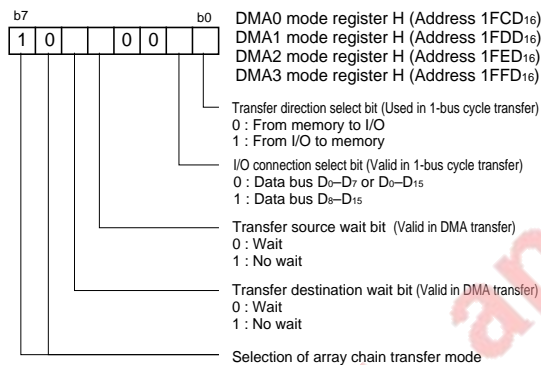 b7 b0
1 0 0 0
DMA0 mode register H (Address 1FCD16)
DMA1 mode register H (Address 1FDD16)
DMA2 mode register H (Address 1FED16)
DMA3 mode register H (Address 1FFD16)
Transfer direction select bit (Used in 1-bus cycle transfer)
0 : From memory to I/O
1 : From I/O to memory
I/O connection select bit (Valid in 1-bus cycle transfer)
0 : Data bus D0–D7 or D0–D15
1 : Data bus D8–D15
Transfer source wait bit (Valid in DMA transfer)
0 : Wait
1 : No wait
Transfer destination wait bit (Valid in DMA transfer)
0 : Wait
1 : No wait
Selection of array chain transfer mode